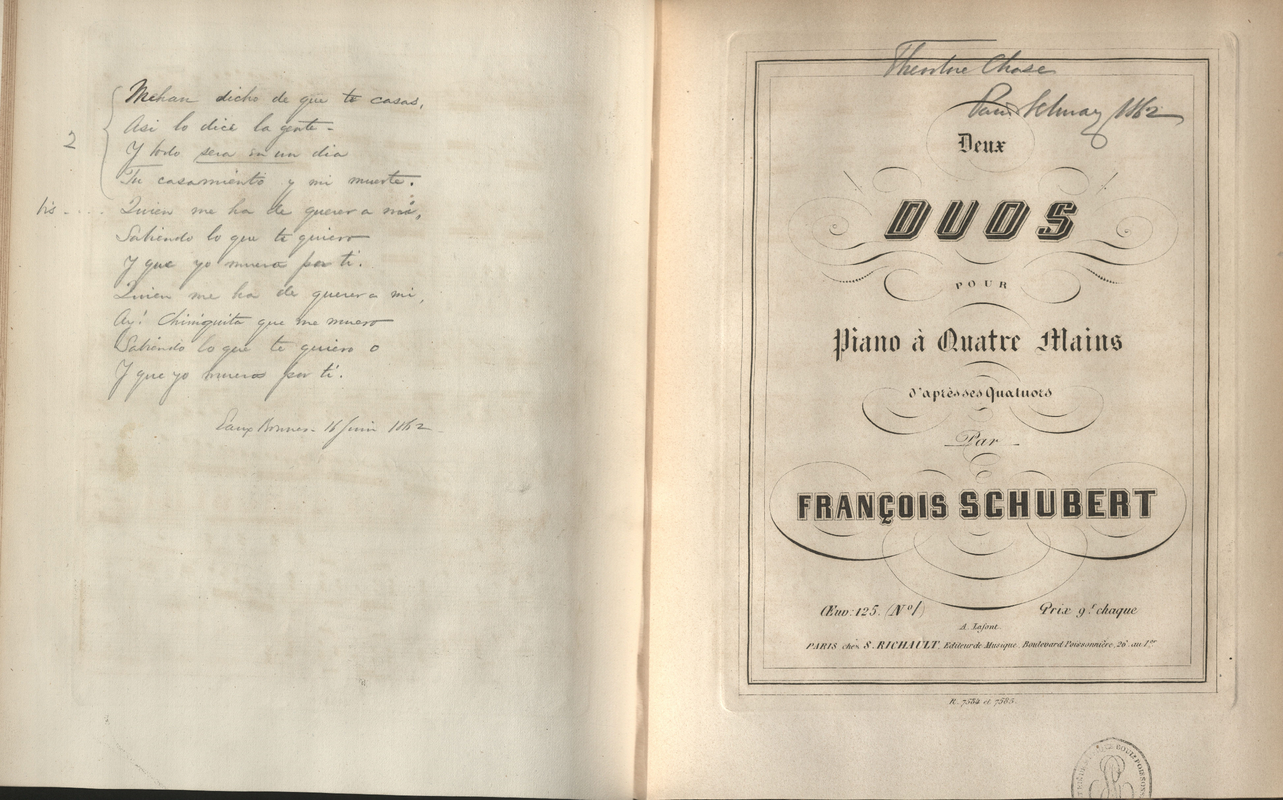 2
Mehan dicho de que te casas,
Asi lo dice la gente -
Y todo sera en un dia
Tu casamiento y mi muerte.
bis - . . . Quien me ha de querer a mi,
Sabiendo lo que te quiero
Y que yo muero por ti.
Quien me ha de querer a mi,
Ay! Chiniquita que me muero
Sabiendo lo que te quiero o
Y que yo muero por ti.
Eaux Bonnes - 16 Juin 1862 -
Theodore Chase
Paris 1862
Deux
DUOS
POUR
Piano à Quatre Mains
d'après ses Quatuors
Par
FRANÇOIS SCHUBERT
Œuv: 125. (Nº 1)
Prix 9f chaque
A. Lafont.
PARIS chez S. RICHAULT, Editeur de Musique, Boulevard Poissonnière, 26 au 1er
R. 7584 et 7585.